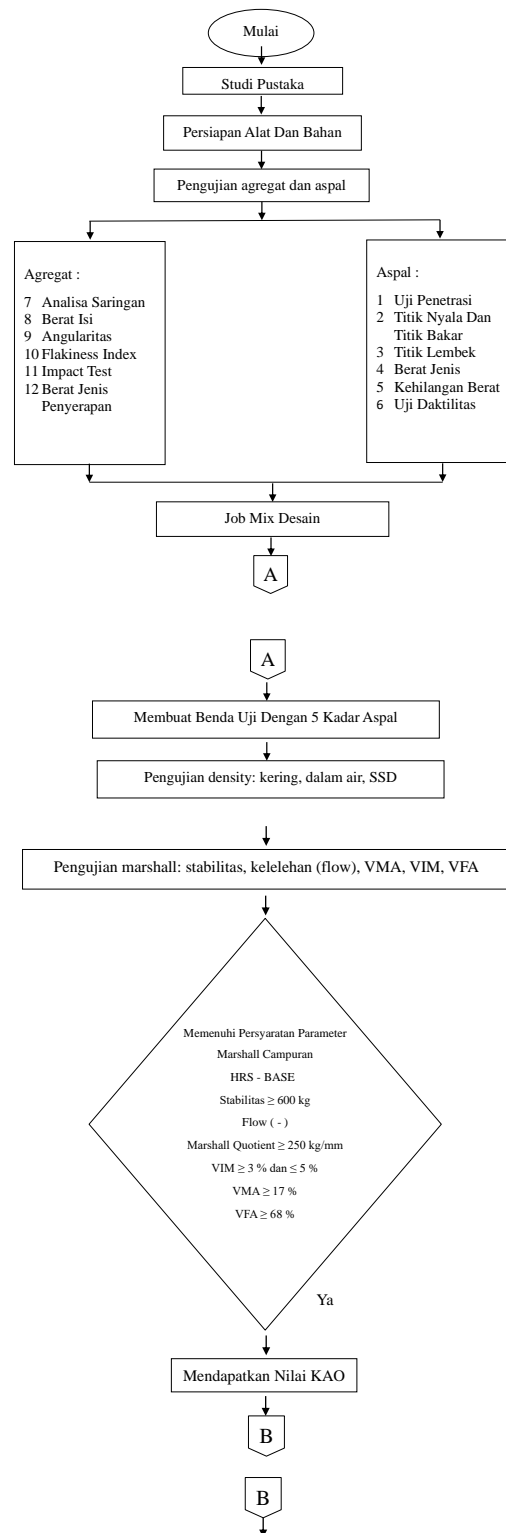 Mulai
Studi Pustaka
Persiapan Alat Dan Bahan
Pengujian agregat dan aspal
Agregat :
7 Analisa Saringan
8 Berat Isi
9 Angularitas
10 Flakiness Index
11 Impact Test
12 Berat Jenis
Penyerapan
Aspal :
1 Uji Penetrasi
2 Titik Nyala Dan
Titik Bakar
3 Titik Lembek
4 Berat Jenis
5 Kehilangan Berat
6 Uji Daktilitas
Job Mix Desain
A
A
Membuat Benda Uji Dengan 5 Kadar Aspal
Pengujian density: kering, dalam air, SSD
Pengujian marshall: stabilitas, kelelehan (flow), VMA, VIM, VFA
Memenuhi Persyaratan Parameter
Marshall Campuran
HRS - BASE
Stabilitas ≥ 600 kg
Flow ( - )
Marshall Quotient ≥ 250 kg/mm
VIM ≥ 3 % dan ≤ 5 %
VMA ≥ 17 %
VFA ≥ 68 %
Ya
Mendapatkan Nilai KAO
B
B